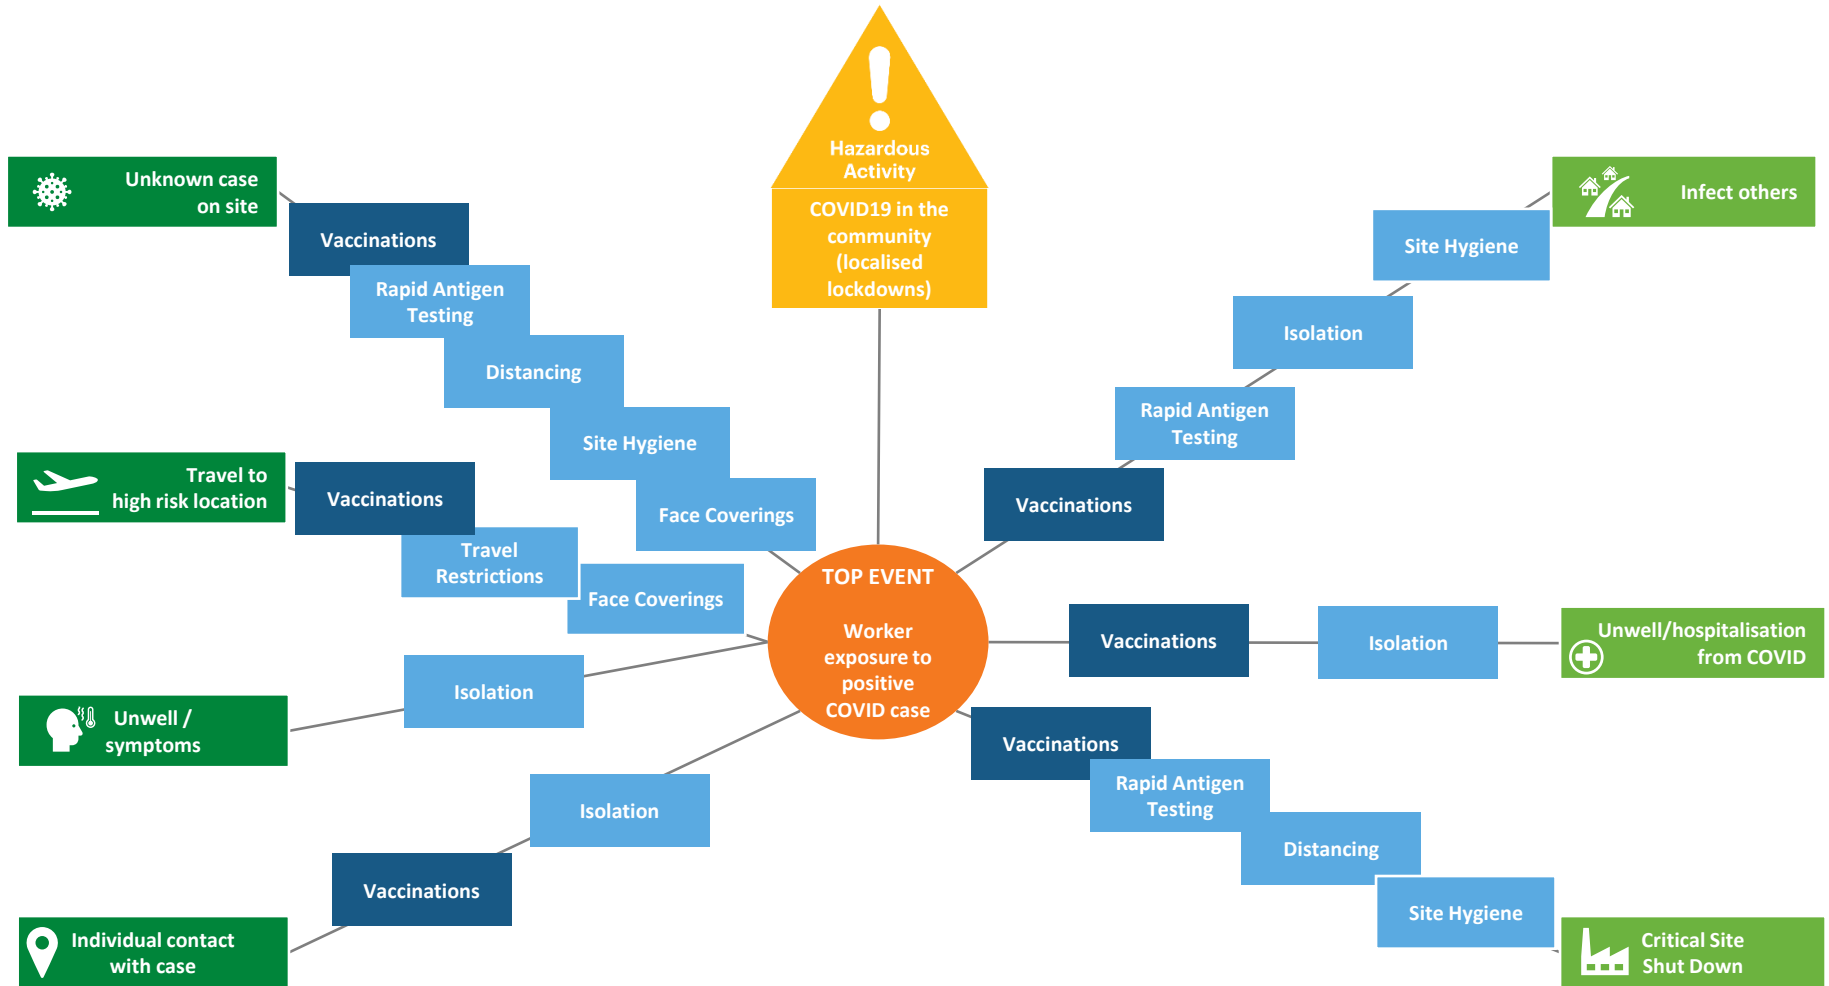 Hazardous
Activity
COVID19 in the
community
(localised
lockdowns)
Unknown case
on site
Vaccinations
Rapid Antigen
Testing
Distancing
Site Hygiene
Face Coverings
Travel to
high risk location
Vaccinations
Travel
Restrictions
Face Coverings
Unwell /
symptoms
Isolation
Individual contact
with case
Vaccinations
Isolation
TOP EVENT
Worker
exposure to
positive
COVID case
Vaccinations
Rapid Antigen
Testing
Isolation
Site Hygiene
Infect others
Vaccinations
Isolation
Unwell/hospitalisation
from COVID
Vaccinations
Rapid Antigen
Testing
Distancing
Site Hygiene
Critical Site
Shut Down